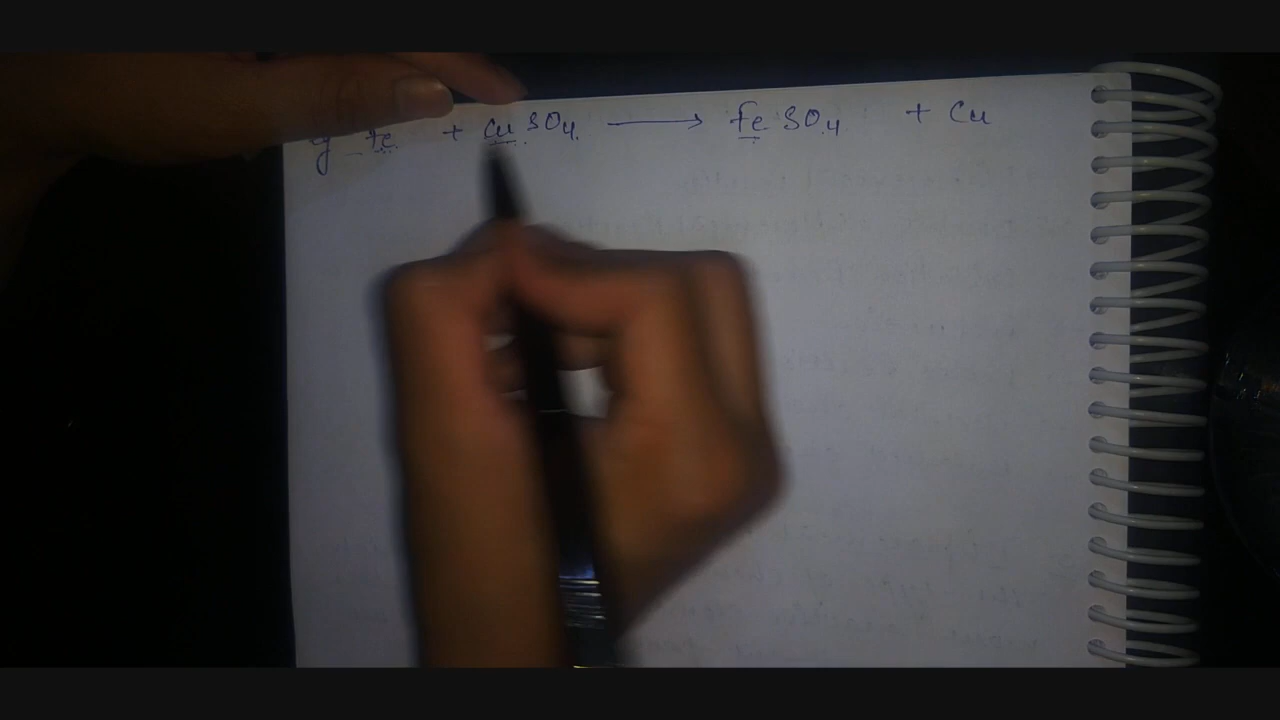 g Fe + Cu SO4 ⟶ Fe SO4 + Cu